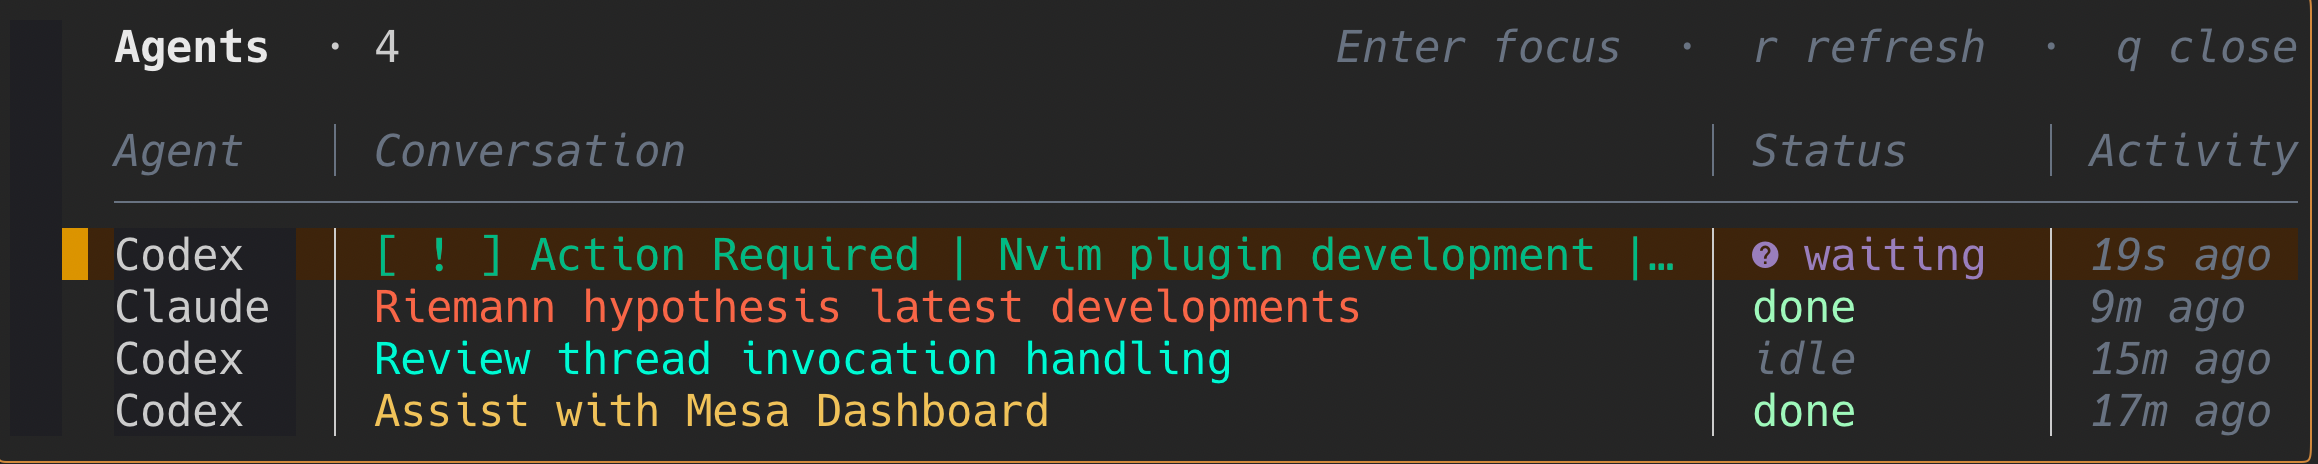 Agents · 4 Enter focus · r refresh · q close
Agent │ Conversation │ Status │ Activity
Codex │ [ ! ] Action Required | Nvim plugin development |… │ ? waiting │ 19s ago
Claude │ Riemann hypothesis latest developments │ done │ 9m ago
Codex │ Review thread invocation handling │ idle │ 15m ago
Codex │ Assist with Mesa Dashboard │ done │ 17m ago